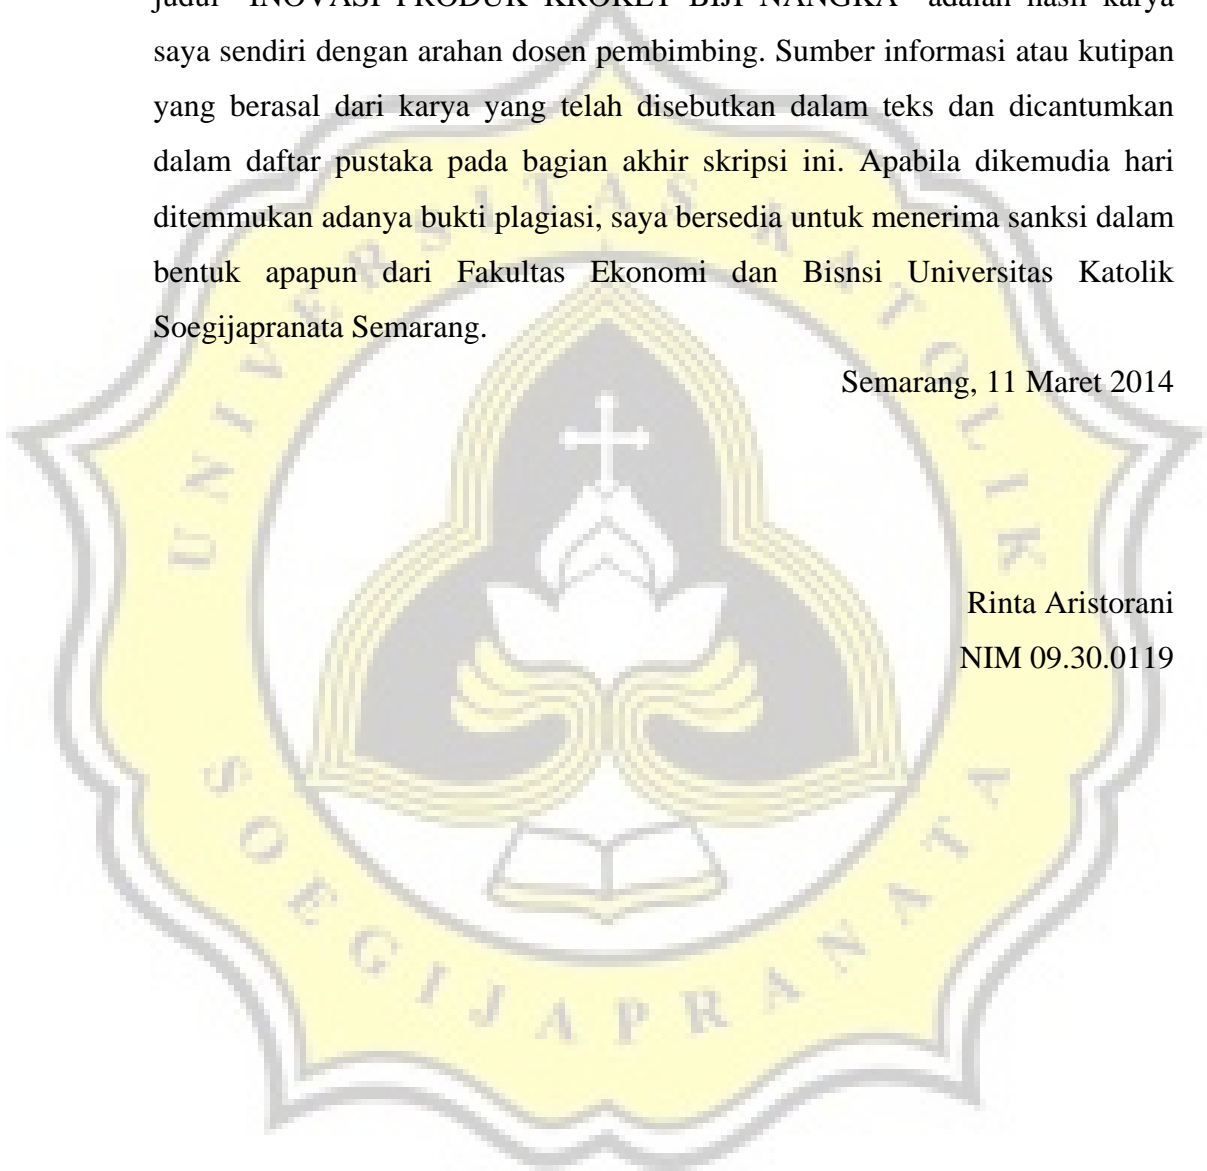 judul "INOVASI PRODUK KROKET BIJI NANGKA" adalah hasil karya
saya sendiri dengan arahan dosen pembimbing. Sumber informasi atau kutipan
yang berasal dari karya yang telah disebutkan dalam teks dan dicantumkan
dalam daftar pustaka pada bagian akhir skripsi ini. Apabila dikemudia hari
ditemmukan adanya bukti plagiasi, saya bersedia untuk menerima sanksi dalam
bentuk apapun dari Fakultas Ekonomi dan Bisnsi Universitas Katolik
Soegijapranata Semarang.
Semarang, 11 Maret 2014
Rinta Aristorani
NIM 09.30.0119
UNIVERSITAS KATOLIK
SOEGIJAPRANATA